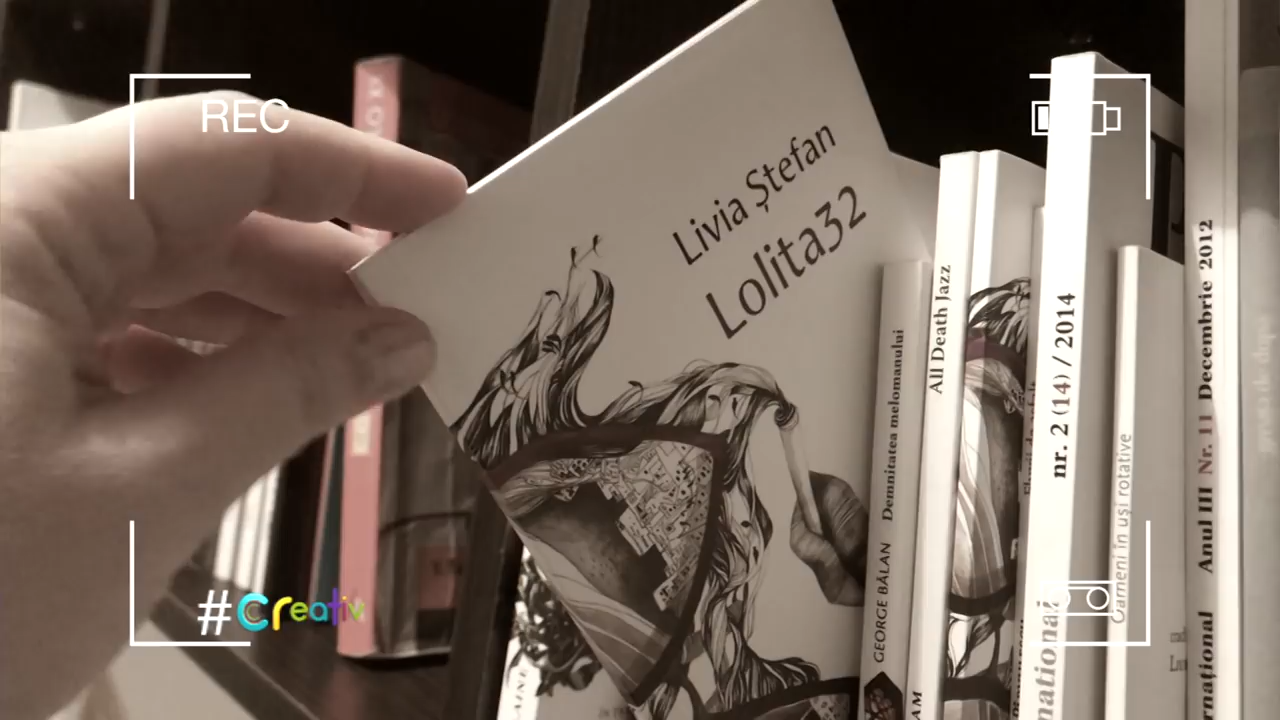 REC
Livia Ștefan
Lolita32
All Death Jazz
Demnitatea melomanului
GEORGE BĂLAN
nr. 2 (14) / 2014
Oameni în uși rotative
Anul III Nr. 11 Decembrie 2012
#Creativ